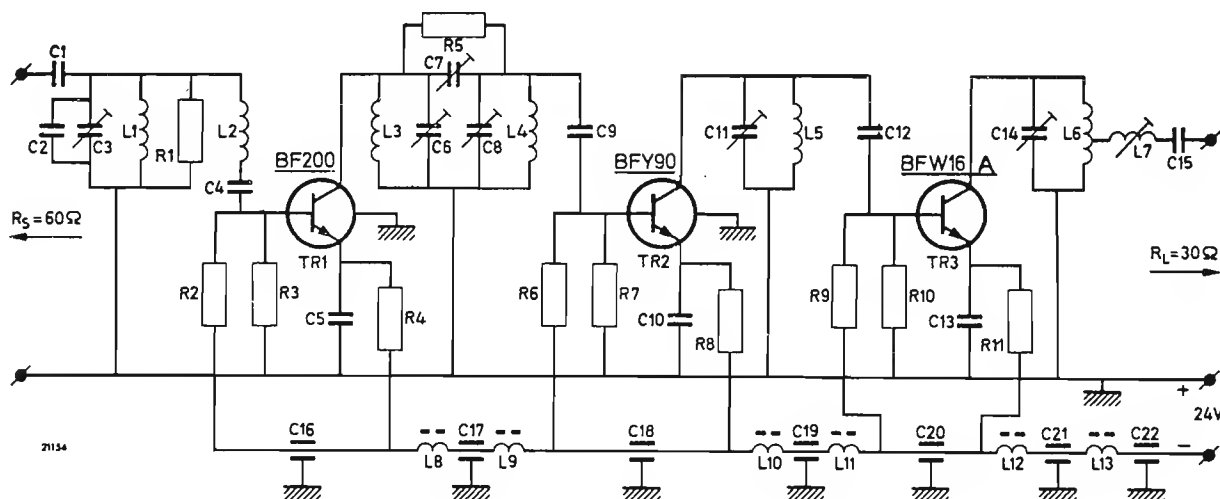 R5
C1
C7
C2
C3
L1
R1
L2
L3
C6
C8
L4
C9
C11
L5
C12
C14
L6
L7
C15
C4
BF200
BFY90
BFW16 A
RS=60Ω
RL=30Ω
TR1
TR2
TR3
R2
R3
C5
R4
R6
R7
C10
R8
R9
R10
C13
R11
+
24V
−
21154
C16
L8
C17
L9
C18
L10
C19
L11
C20
L12
C21
L13
C22